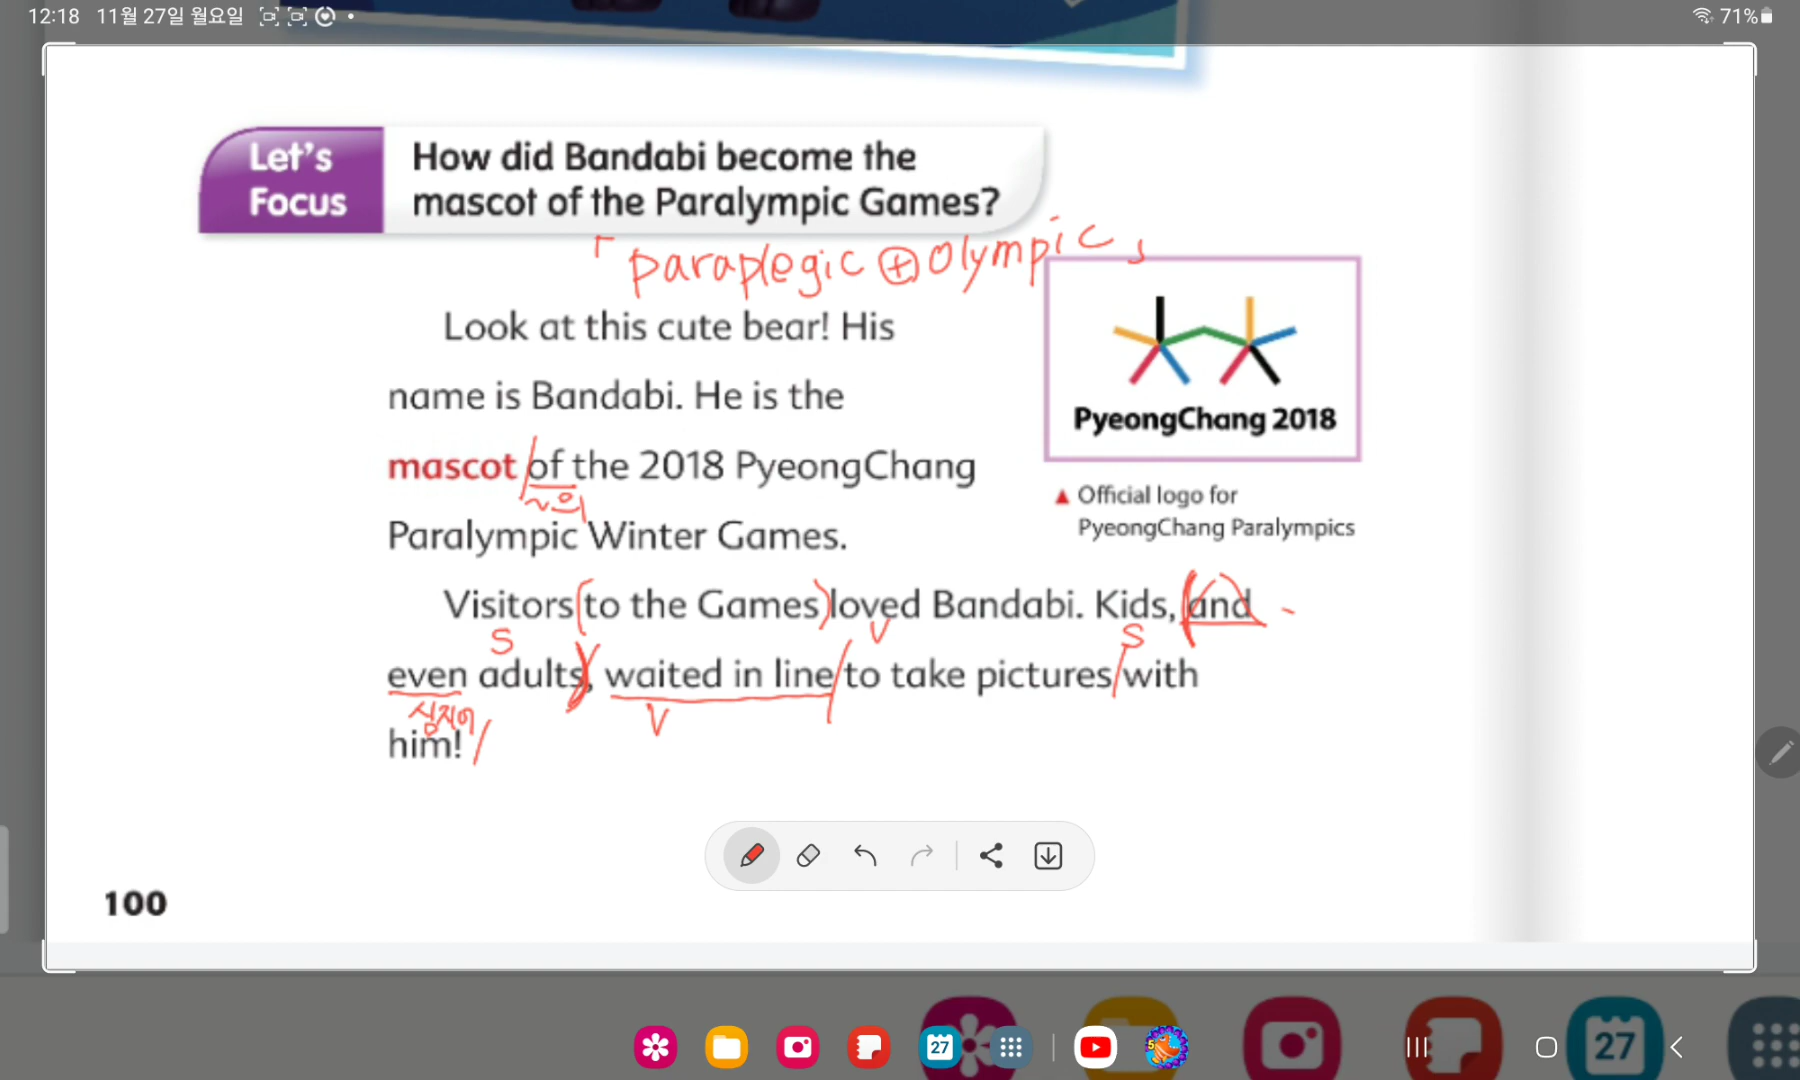 12:18 11월 27일 월요일
71%
Let's
Focus
How did Bandabi become the
mascot of the Paralympic Games?
「paraplegic ⊕ olympic」
Look at this cute bear! His
name is Bandabi. He is the
mascot / of the 2018 PyeongChang
~의
Paralympic Winter Games.
PyeongChang 2018
▲ Official logo for
PyeongChang Paralympics
Visitors (to the Games) loved Bandabi. Kids, (and
S V S
even adults), waited in line / to take pictures / with
심지어 V
him! /
100
27
5
27